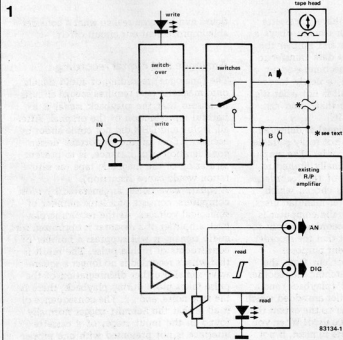 1
tape head
write
switch-
over
switches
A
*
IN
write
B
* see text
existing
R/P
amplifier
read
AN
DIG
read
83134-1